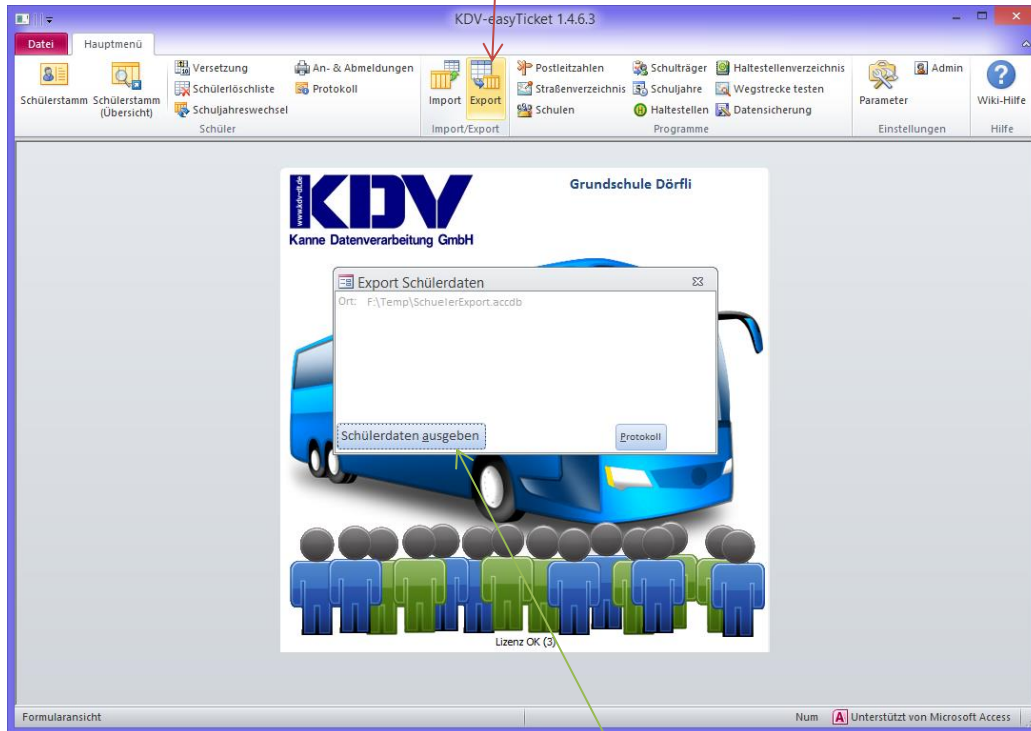 KDV-easyTicket 1.4.6.3
Datei Hauptmenü
Schülerstamm
Schülerstamm
(Übersicht)
Versetzung
Schülerlöschliste
Schuljahreswechsel
An- & Abmeldungen
Protokoll
Schüler
Import
Export
Import/Export
Postleitzahlen
Straßenverzeichnis
Schulen
Schulträger
Schuljahre
Haltestellen
Haltestellenverzeichnis
Wegstrecke testen
Datensicherung
Programme
Parameter
Admin
Einstellungen
Wiki-Hilfe
Hilfe
www.kdv-dt.de
KDV
Kanne Datenverarbeitung GmbH
Grundschule Dörfli
Export Schülerdaten
Ort: F:\Temp\SchuelerExport.accdb
Schülerdaten ausgeben
Protokoll
Lizenz OK (3)
Formularansicht
Num
A Unterstützt von Microsoft Access